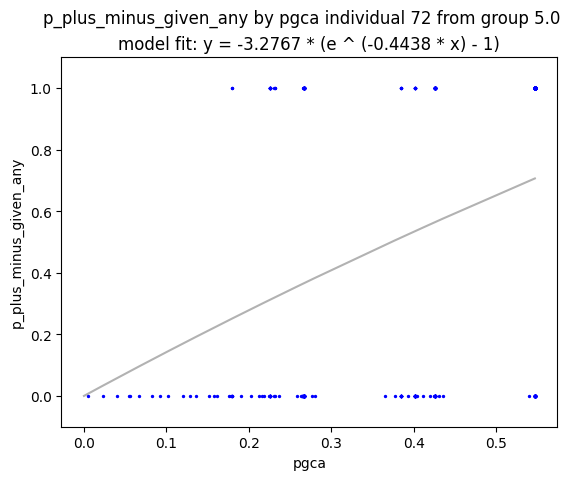 p_plus_minus_given_any by pgca individual 72 from group 5.0
model fit: y = -3.2767 * (e ^ (-0.4438 * x) - 1)
1.0
0.8
0.6
0.4
0.2
0.0
p_plus_minus_given_any
0.0 0.1 0.2 0.3 0.4 0.5
pgca